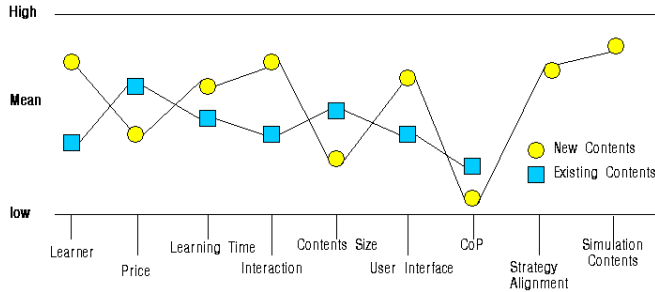 High
Mean
New Contents
Existing Contents
low
Learner
Price
Learning Time
Interaction
Contents Size
User Interface
CoP
Strategy
Alignment
Simulation
Contents